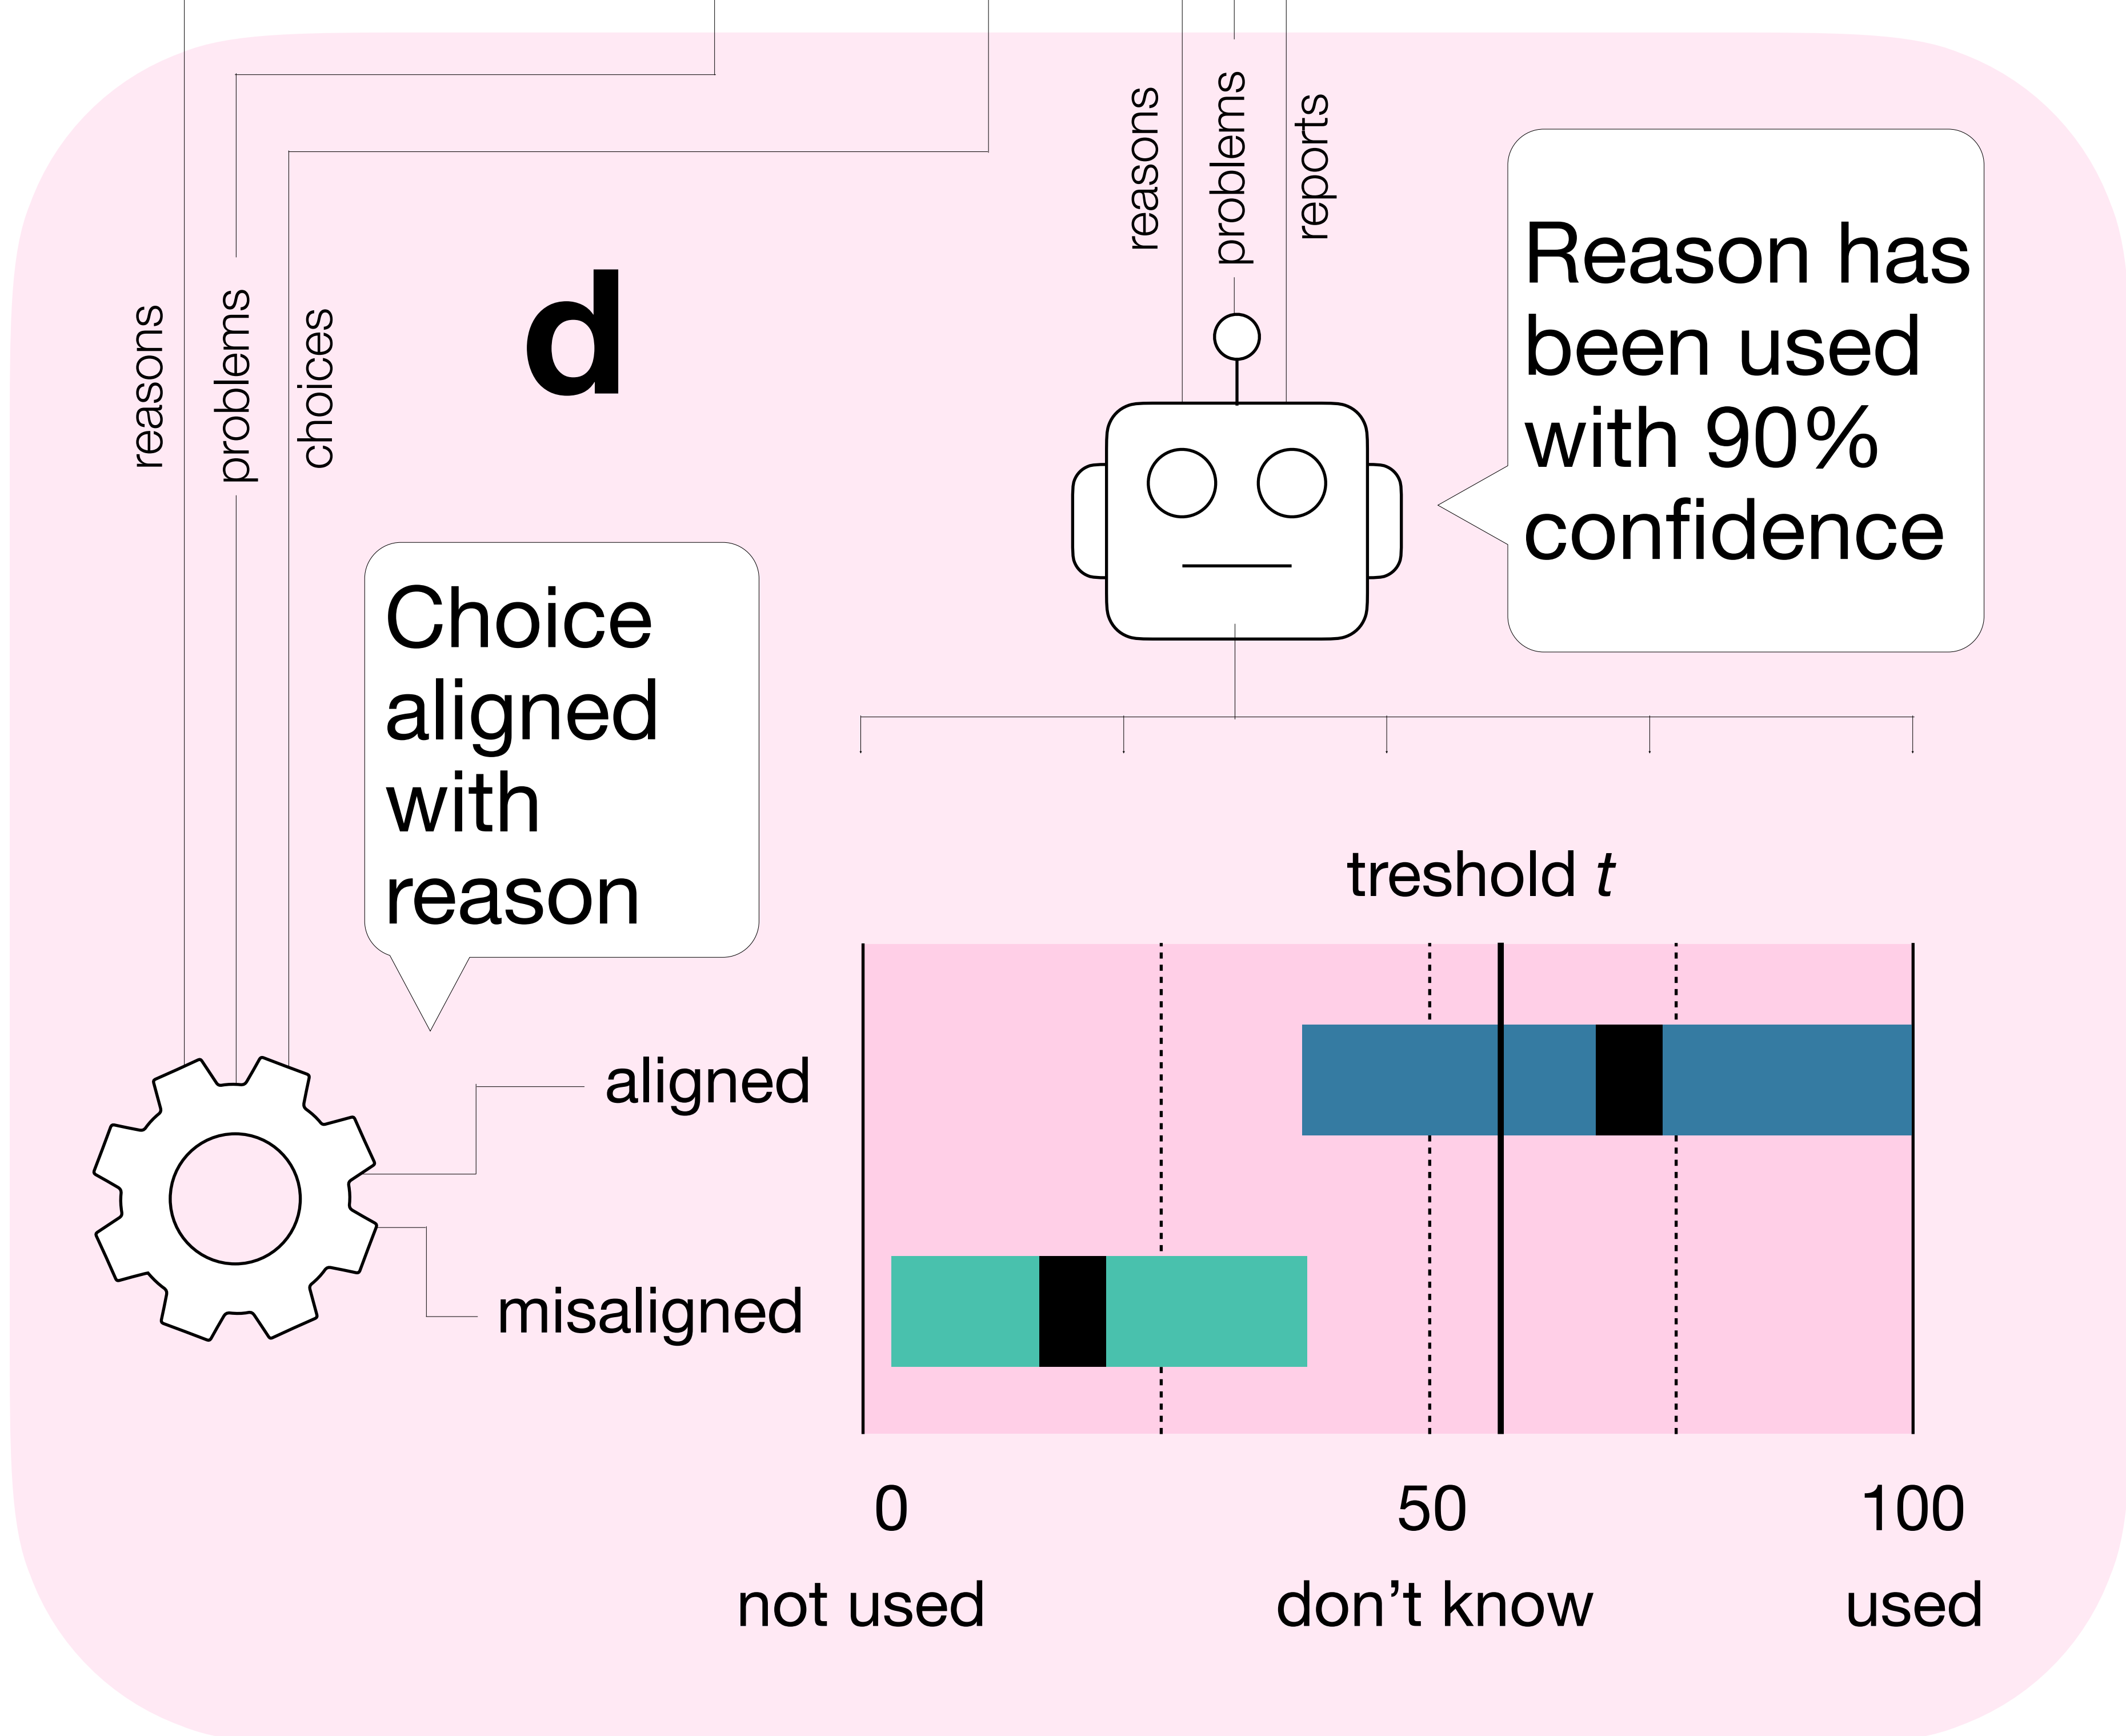 reasons
problems
reports
reasons
problems
choices
d
Reason has
been used
with 90%
confidence
Choice
aligned
with
reason
treshold t
aligned
misaligned
0
50
100
not used
don’t know
used